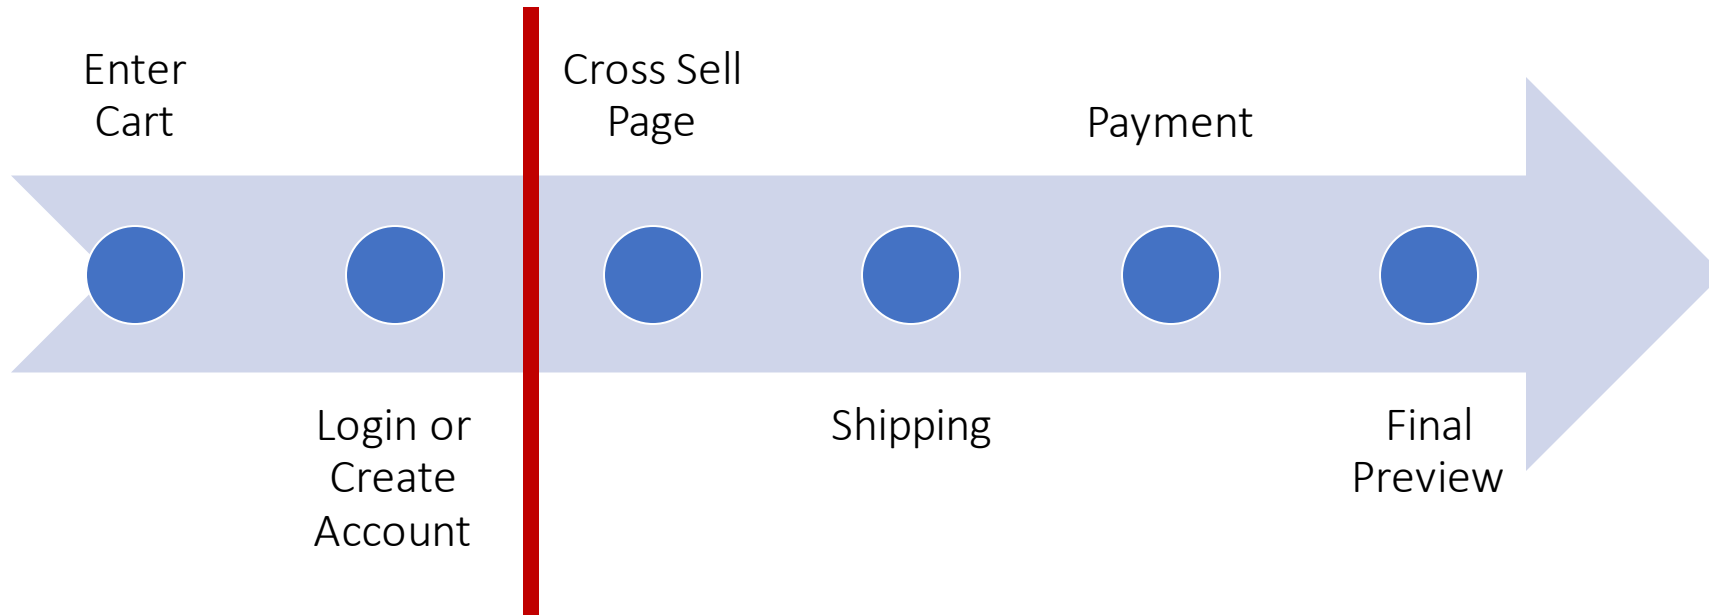 Enter
Cart
Login or
Create
Account
Cross Sell
Page
Shipping
Payment
Final
Preview